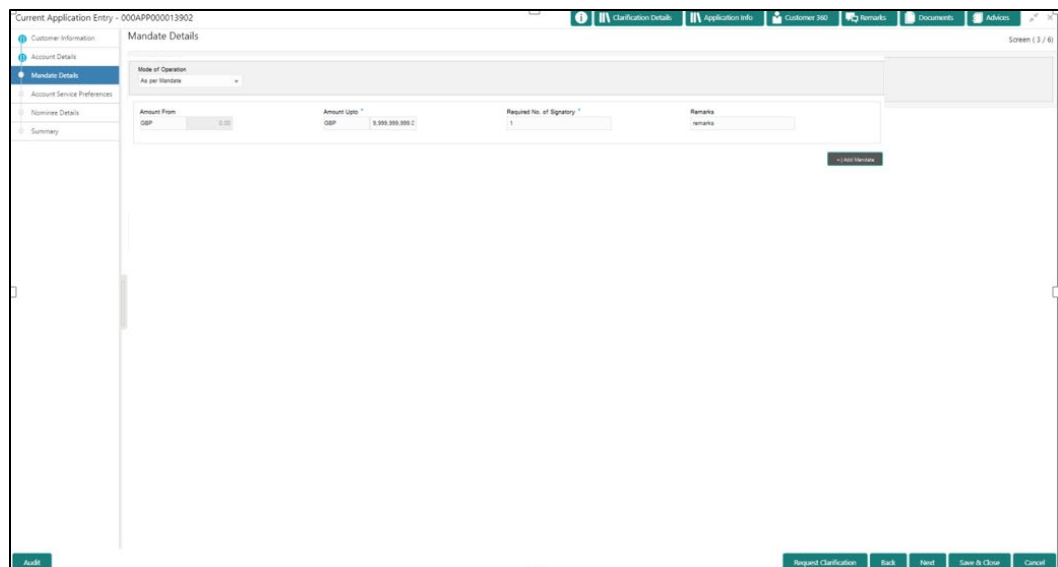 Current Application Entry - 000APP000013902
Clarification Details
Application Info
Customer 360
Remarks
Documents
Advices
Customer Information
Account Details
Mandate Details
Account Service Preferences
Nominee Details
Summary
Mandate Details
Screen ( 3 / 6)
Mode of Operation
As per Mandate
Amount From
Amount Upto *
Required No. of Signatory *
Remarks
GBP 0.00
GBP 9,999,999,999.0
1
remarks
Add Mandate
Audit
Request Clarification
Back
Next
Save & Close
Cancel